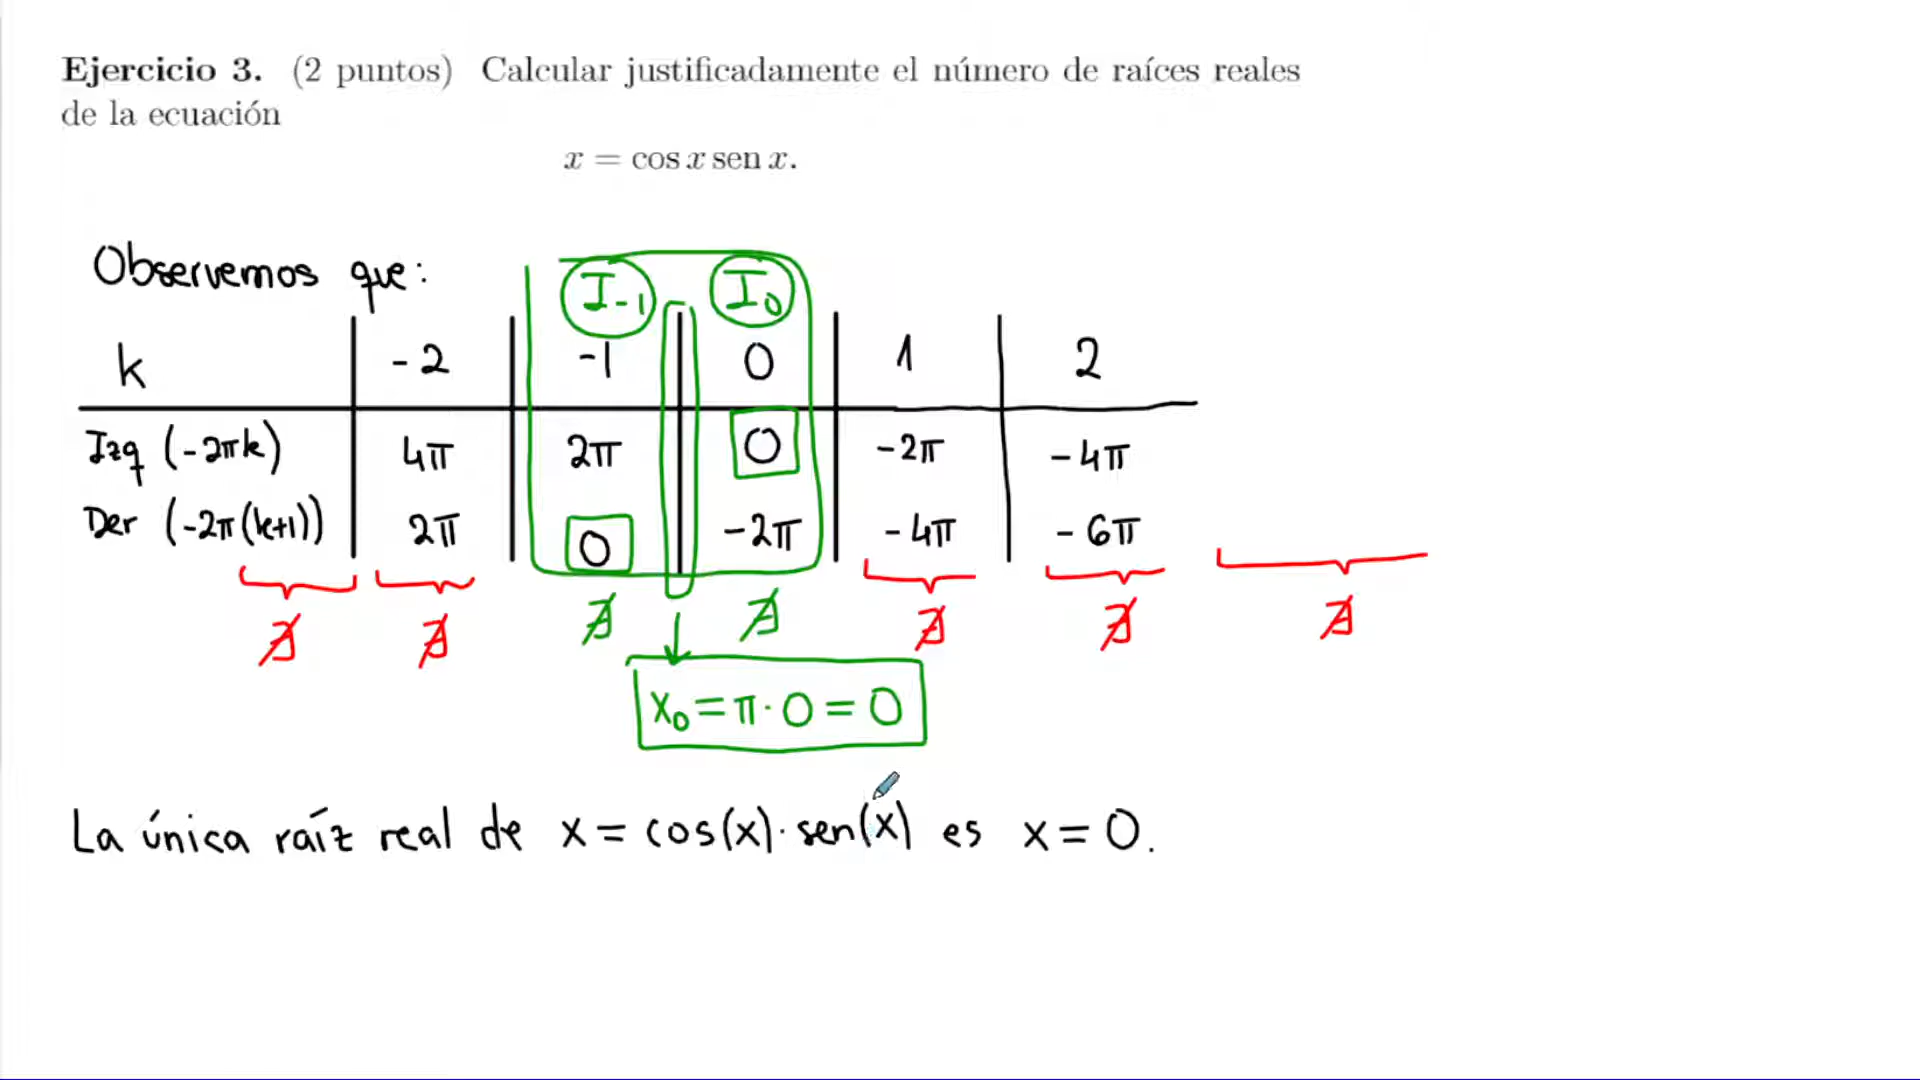 Ejercicio 3. (2 puntos) Calcular justificadamente el número de raíces reales
de la ecuación
x = cos x sen x.
Observemos que:
I₋₁ I₀
k -2 -1 0 1 2
Izq (-2πk) 4π 2π 0 -2π -4π
Der (-2π(k+1)) 2π 0 -2π -4π -6π
∄ ∄ ∄ ∄ ∄ ∄ ∄
x₀ = π · 0 = 0
La única raíz real de x = cos(x) · sen(x) es x = 0.